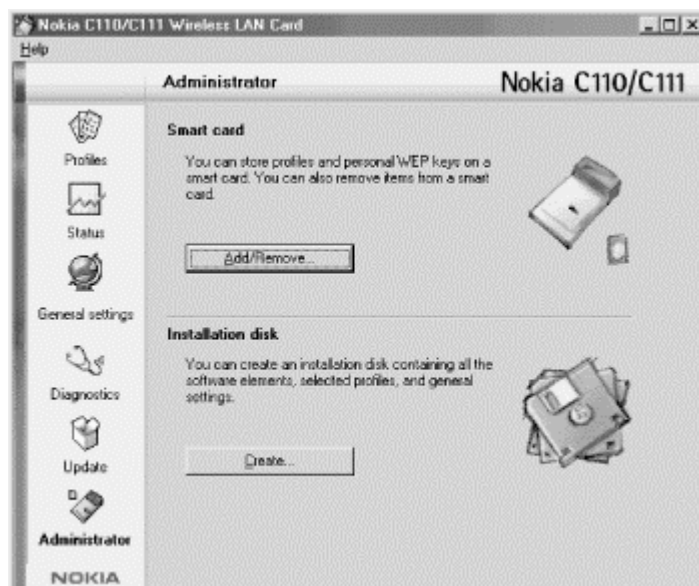 Nokia C110/C111 Wireless LAN Card
Help
Administrator
Nokia C110/C111
Profiles
Status
General settings
Diagnostics
Update
Administrator
NOKIA
Smart card
You can store profiles and personal WEP keys on a
smart card. You can also remove items from a smart
card.
Add/Remove...
Installation disk
You can create an installation disk containing all the
software elements, selected profiles, and general
settings.
Create...